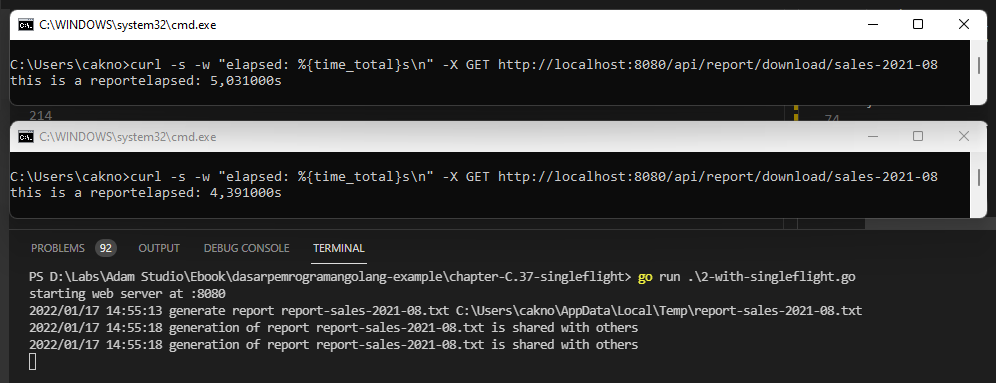 C:\WINDOWS\system32\cmd.exe
C:\Users\cakno>curl -s -w "elapsed: %{time_total}s\n" -X GET http://localhost:8080/api/report/download/sales-2021-08
this is a reportelapsed: 5,031000s
214
74
C:\WINDOWS\system32\cmd.exe
C:\Users\cakno>curl -s -w "elapsed: %{time_total}s\n" -X GET http://localhost:8080/api/report/download/sales-2021-08
this is a reportelapsed: 4,391000s
PROBLEMS 92 OUTPUT DEBUG CONSOLE TERMINAL
PS D:\Labs\Adam Studio\Ebook\dasarpemrogramangolang-example\chapter-C.37-singleflight> go run .\2-with-singleflight.go
starting web server at :8080
2022/01/17 14:55:13 generate report report-sales-2021-08.txt C:\Users\cakno\AppData\Local\Temp\report-sales-2021-08.txt
2022/01/17 14:55:18 generation of report report-sales-2021-08.txt is shared with others
2022/01/17 14:55:18 generation of report report-sales-2021-08.txt is shared with others